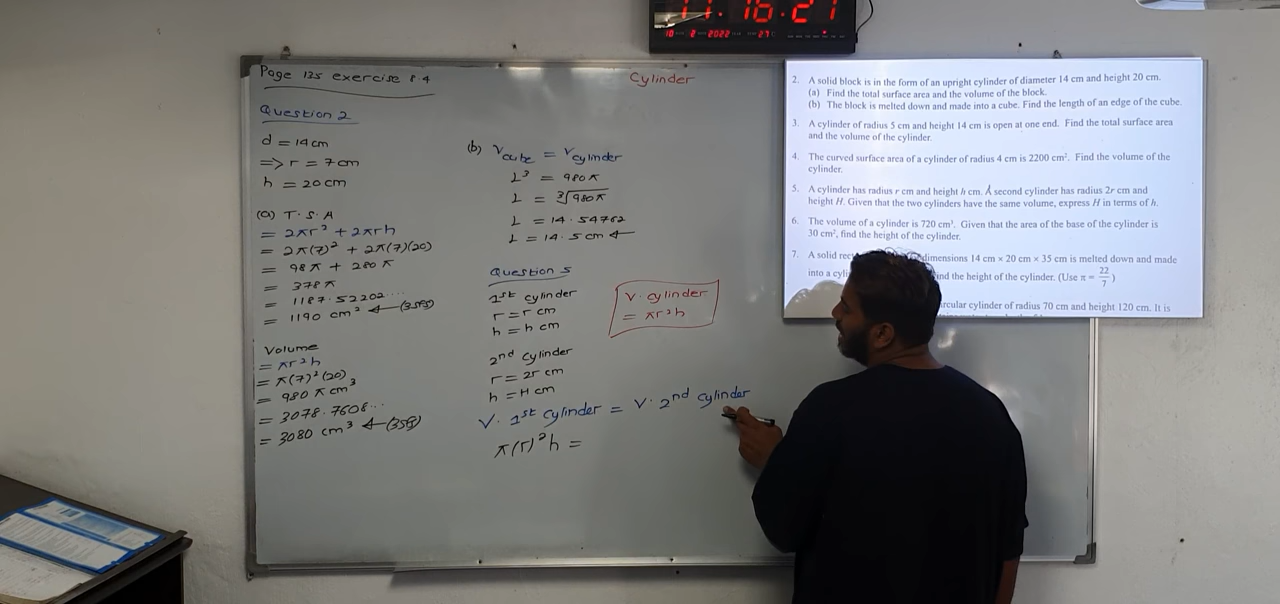 11:16:27
10 2 2022 27
Page 125 exercise 8.4
Cylinder
Question 2
d = 14cm
=> r = 7cm
h = 20cm
(a) T.S.A
= 2πr² + 2πrh
= 2π(7)² + 2π(7)(20)
= 98π + 280π
= 378π
= 1187.52202...
= 1190 cm² ← (3sf)
Volume
= πr²h
= π(7)²(20)
= 980 π cm³
= 3078.7608...
= 3080 cm³ ← (3sf)
(b) Vcube = Vcylinder
L³ = 980π
L = ³√980π
L = 14.54762
L = 14.5cm ←
Question 5
1st cylinder
r = r cm
h = h cm
2nd cylinder
r = 2r cm
h = H cm
V. cylinder
= πr²h
V. 1st cylinder = V. 2nd cylinder
π(r)²h =
2. A solid block is in the form of an upright cylinder of diameter 14 cm and height 20 cm.
(a) Find the total surface area and the volume of the block.
(b) The block is melted down and made into a cube. Find the length of an edge of the cube.
3. A cylinder of radius 5 cm and height 14 cm is open at one end. Find the total surface area
and the volume of the cylinder.
4. The curved surface area of a cylinder of radius 4 cm is 2200 cm². Find the volume of the
cylinder.
5. A cylinder has radius r cm and height h cm. A second cylinder has radius 2r cm and
height H. Given that the two cylinders have the same volume, express H in terms of h.
6. The volume of a cylinder is 720 cm³. Given that the area of the base of the cylinder is
30 cm², find the height of the cylinder.
7. A solid dimensions 14 cm × 20 cm × 35 cm is melted down and made
into a find the height of the cylinder. (Use π = 22/7)
circular cylinder of radius 70 cm and height 120 cm. It is